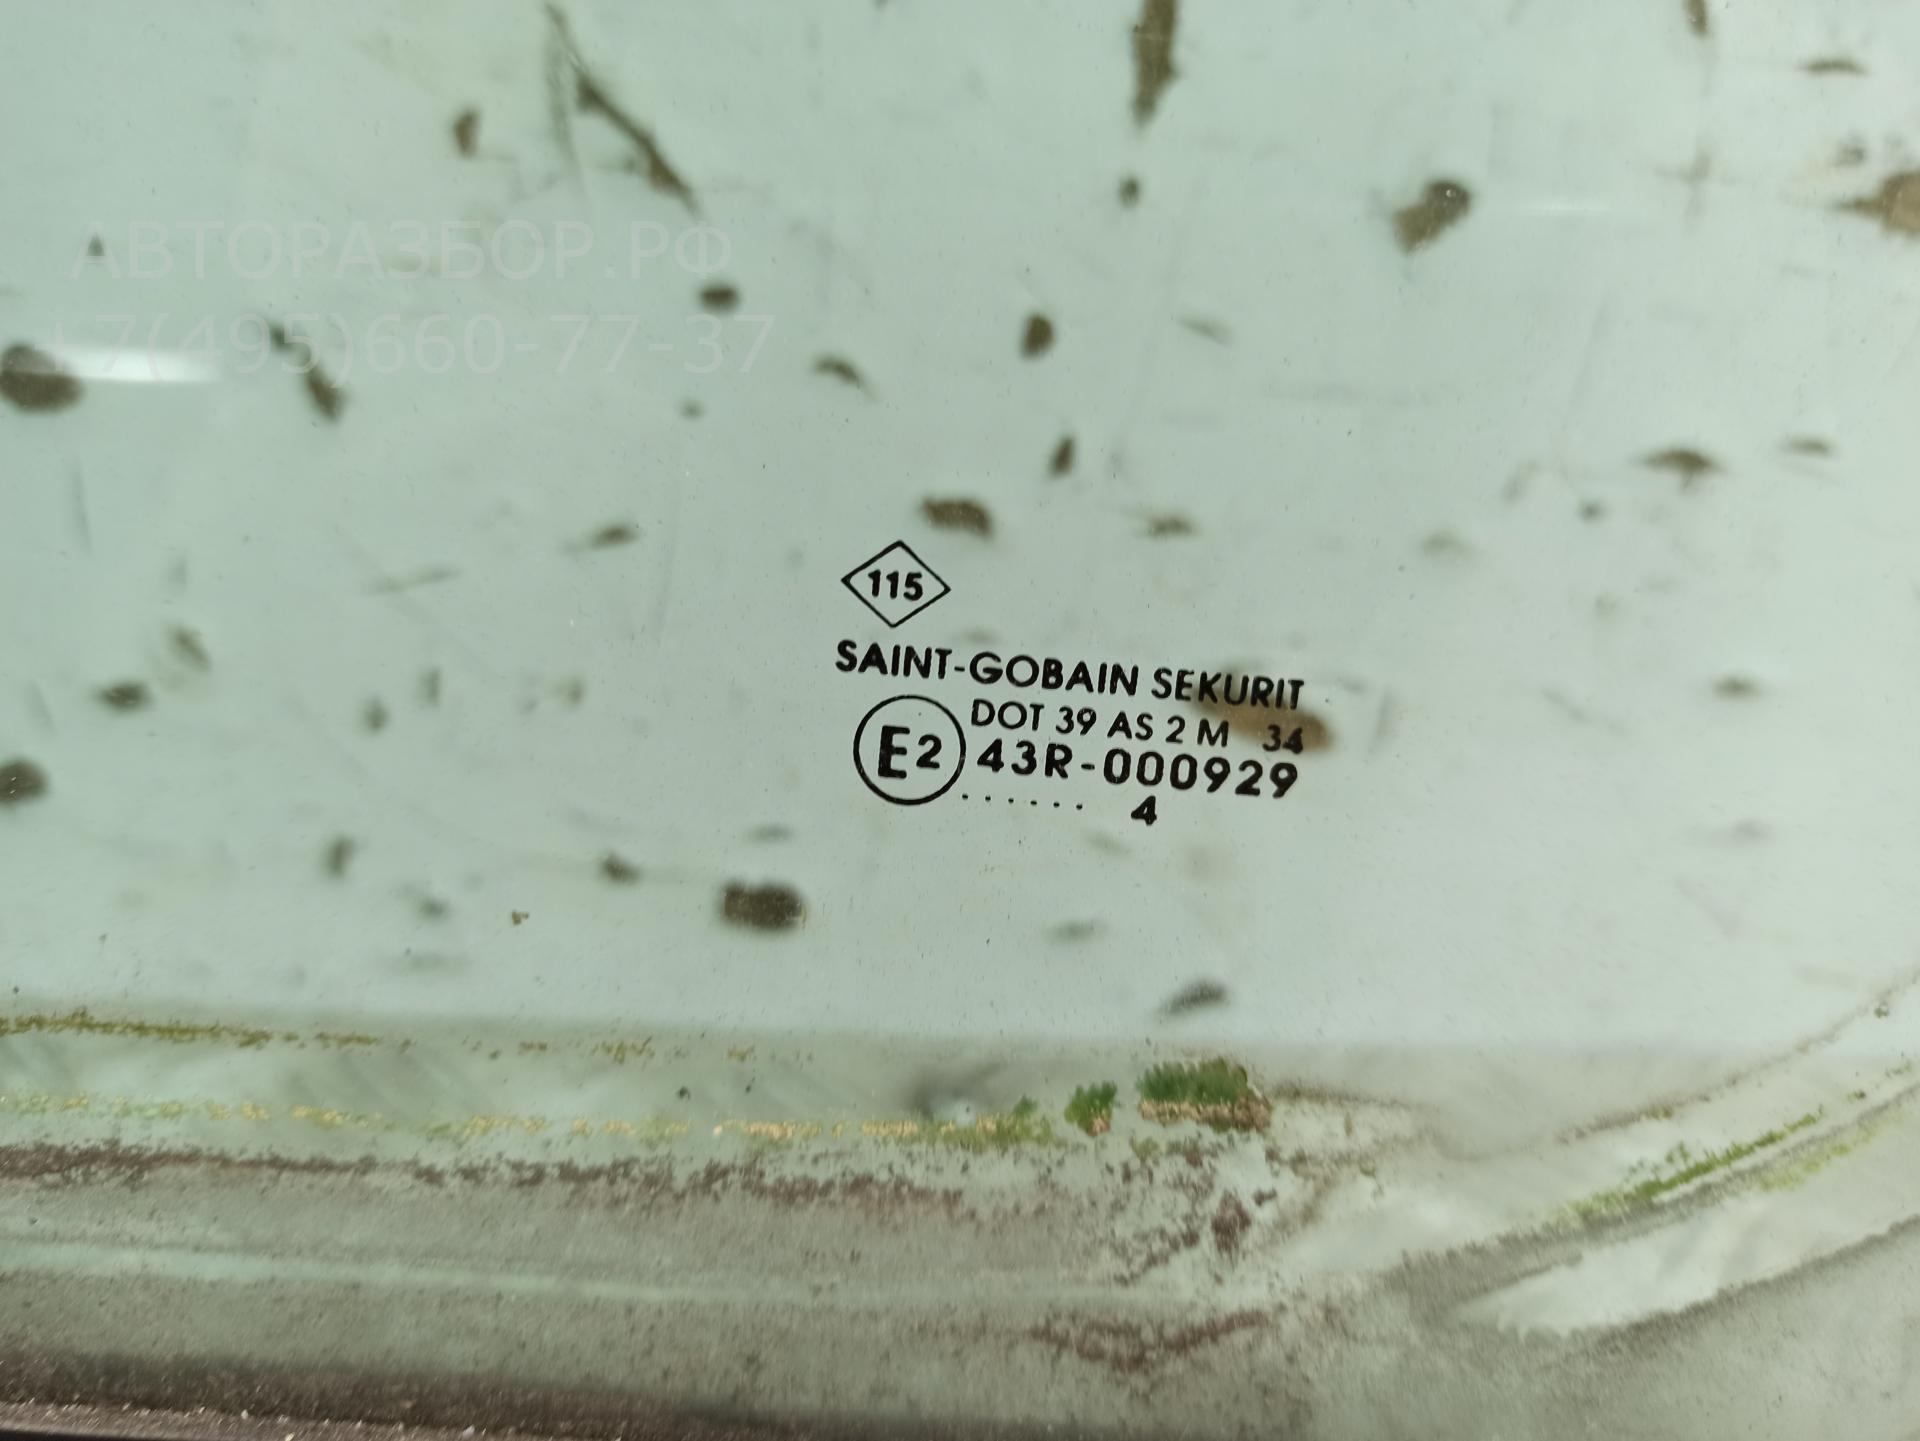 АВТОРАЗБОР.РФ
+7(495)660-77-37
115
SAINT-GOBAIN SEKURIT
DOT 39 AS 2 M 34
E2 43R-000929
...... 4